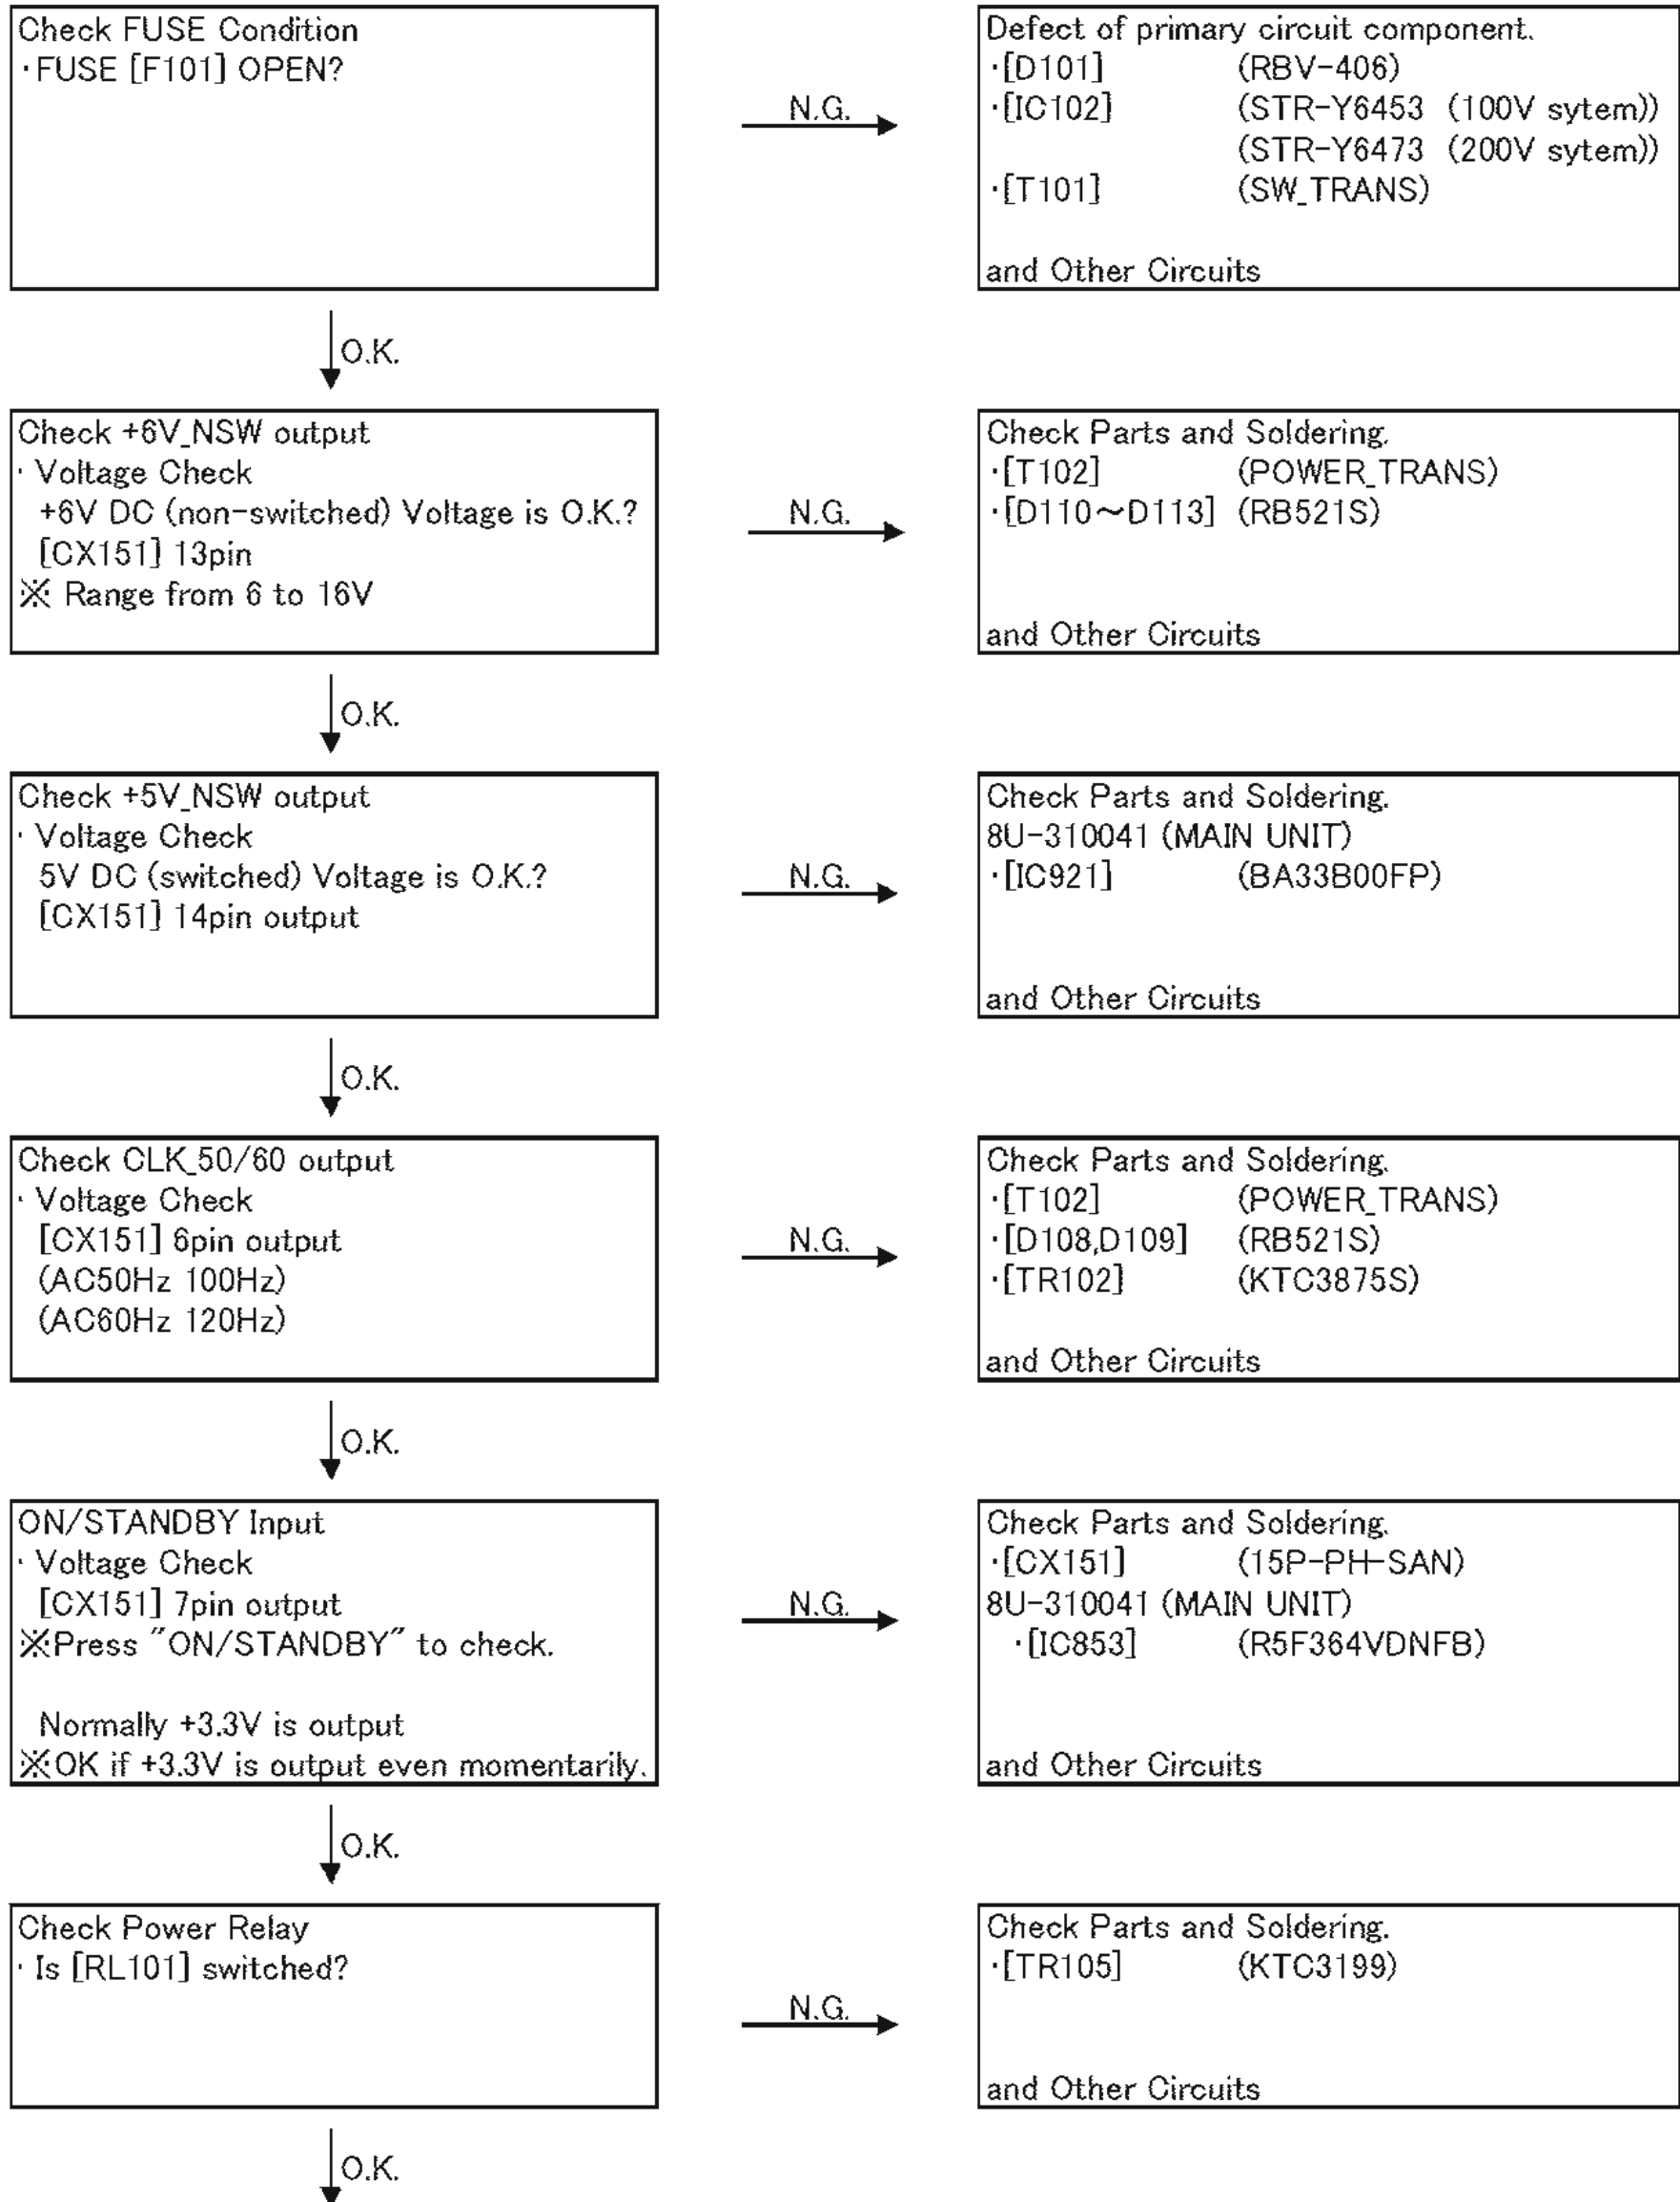 Check FUSE Condition
・FUSE [F101] OPEN?
N.G.
Defect of primary circuit component.
・[D101] (RBV-406)
・[IC102] (STR-Y6453 (100V sytem))
(STR-Y6473 (200V sytem))
・[T101] (SW_TRANS)
and Other Circuits
O.K.
Check +6V_NSW output
・Voltage Check
+6V DC (non-switched) Voltage is O.K.?
[CX151] 13pin
※ Range from 6 to 16V
N.G.
Check Parts and Soldering.
・[T102] (POWER_TRANS)
・[D110～D113] (RB521S)
and Other Circuits
O.K.
Check +5V_NSW output
・Voltage Check
5V DC (switched) Voltage is O.K.?
[CX151] 14pin output
N.G.
Check Parts and Soldering.
8U-310041 (MAIN UNIT)
・[IC921] (BA33B00FP)
and Other Circuits
O.K.
Check CLK_50/60 output
・Voltage Check
[CX151] 6pin output
(AC50Hz 100Hz)
(AC60Hz 120Hz)
N.G.
Check Parts and Soldering.
・[T102] (POWER_TRANS)
・[D108,D109] (RB521S)
・[TR102] (KTC3875S)
and Other Circuits
O.K.
ON/STANDBY Input
・Voltage Check
[CX151] 7pin output
※Press "ON/STANDBY" to check.
Normally +3.3V is output
※OK if +3.3V is output even momentarily.
N.G.
Check Parts and Soldering.
・[CX151] (15P-PH-SAN)
8U-310041 (MAIN UNIT)
・[IC853] (R5F364VDNFB)
and Other Circuits
O.K.
Check Power Relay
・Is [RL101] switched?
N.G.
Check Parts and Soldering.
・[TR105] (KTC3199)
and Other Circuits
O.K.